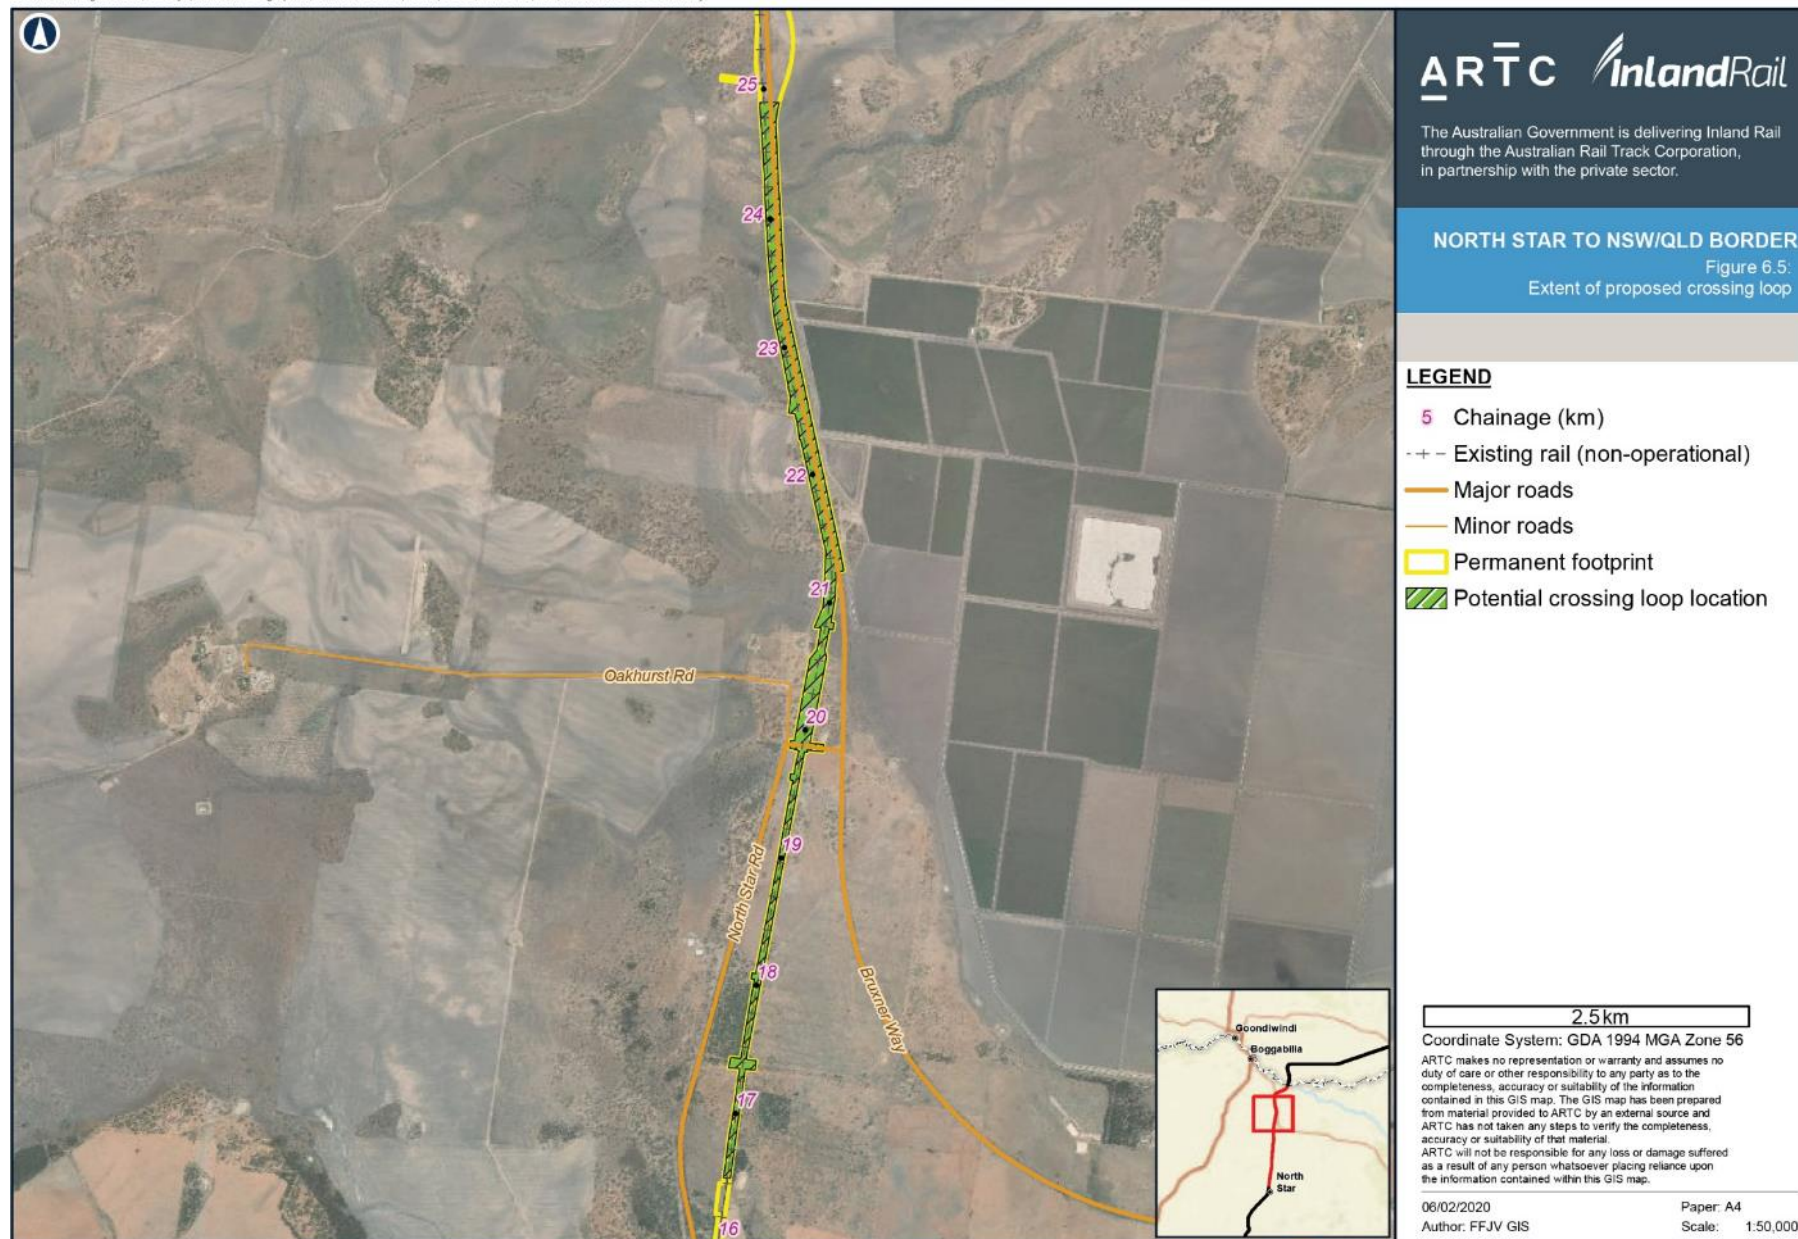 25
24
23
22
21
Oakhurst Rd
20
19
North Star Rd
18
Bruxner Way
17
16
Goondiwindi
Boggabilla
North
Star
ARTC InlandRail
The Australian Government is delivering Inland Rail
through the Australian Rail Track Corporation,
in partnership with the private sector.
NORTH STAR TO NSW/QLD BORDER
Figure 6.5:
Extent of proposed crossing loop
LEGEND
5 Chainage (km)
Existing rail (non-operational)
Major roads
Minor roads
Permanent footprint
Potential crossing loop location
2.5km
Coordinate System: GDA 1994 MGA Zone 56
ARTC makes no representation or warranty and assumes no
duty of care or other responsibility to any party as to the
completeness, accuracy or suitability of the information
contained in this GIS map. The GIS map has been prepared
from material provided to ARTC by an external source and
ARTC has not taken any steps to verify the completeness,
accuracy or suitability of that material.
ARTC will not be responsible for any loss or damage suffered
as a result of any person whatsoever placing reliance upon
the information contained within this GIS map.
06/02/2020 Paper: A4
Author: FFJV GIS Scale: 1:50,000